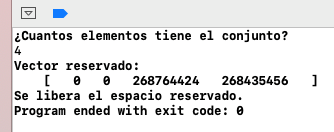 ¿Cuantos elementos tiene el conjunto?
4
Vector reservado:
[ 0 0 268764424 268435456 ]
Se libera el espacio reservado.
Program ended with exit code: 0